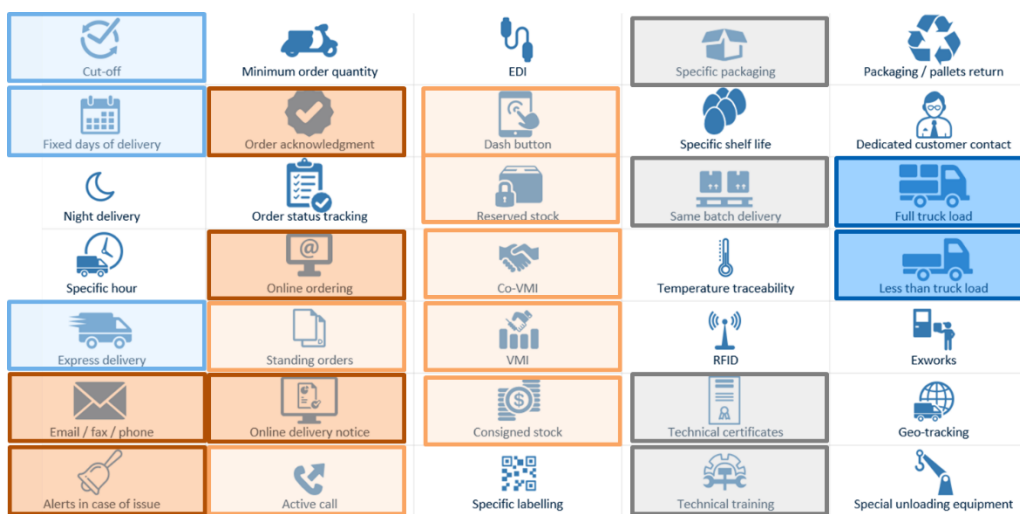 Cut-off
Minimum order quantity
EDI
Specific packaging
Packaging / pallets return
Fixed days of delivery
Order acknowledgment
Dash button
Specific shelf life
Dedicated customer contact
Night delivery
Order status tracking
Reserved stock
Same batch delivery
Full truck load
Specific hour
@
Online ordering
Co-VMI
Temperature traceability
Less than truck load
Express delivery
Standing orders
VMI
RFID
Exworks
Email / fax / phone
Online delivery notice
$
Consigned stock
Technical certificates
Geo-tracking
Alerts in case of issue
Active call
Specific labelling
Technical training
Special unloading equipment